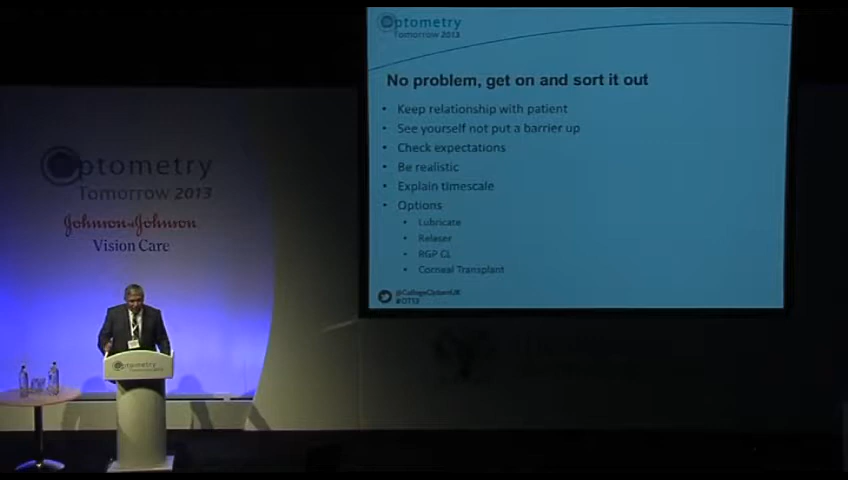 Optometry
Tomorrow 2013
No problem, get on and sort it out
• Keep relationship with patient
• See yourself not put a barrier up
• Check expectations
• Be realistic
• Explain timescale
• Options
• Lubricate
• Relaser
• RGP CL
• Corneal Transplant
@CollegeOptomUK
#OT13
Optometry
Tomorrow 2013
Johnson & Johnson
Vision Care
Optometry
Tomorrow 2013